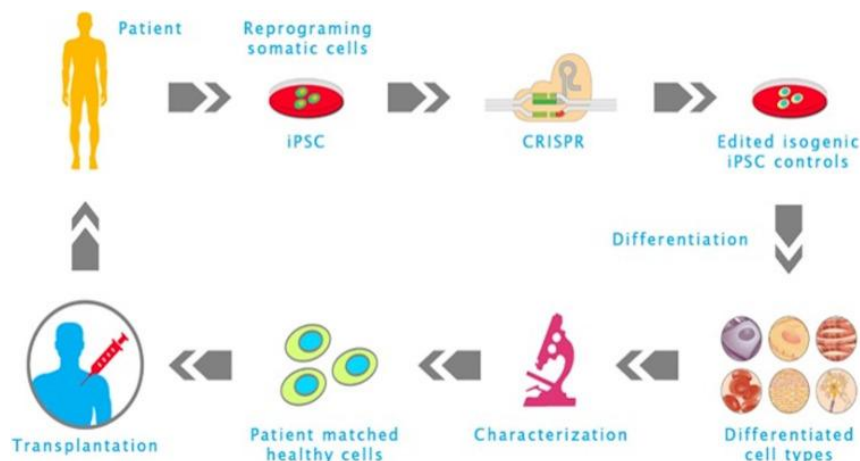 Patient
Reprograming
somatic cells
iPSC
CRISPR
Edited isogenic
iPSC controls
Differentiation
Transplantation
Patient matched
healthy cells
Characterization
Differentiated
cell types